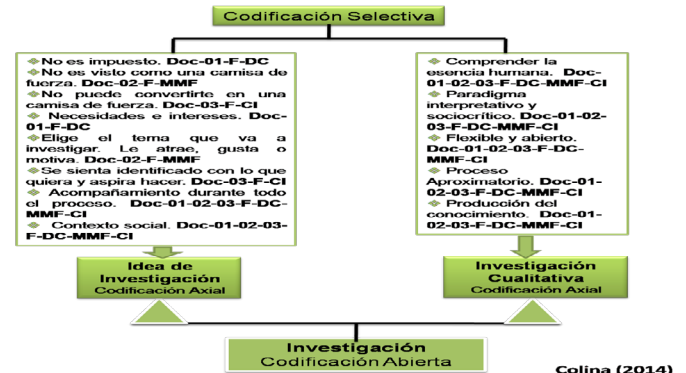 Codificación Selectiva
❖No es impuesto. Doc-01-F-DC
❖No es visto como una camisa de
fuerza. Doc-02-F-MMF
❖No puede convertirte en una
camisa de fuerza. Doc-03-F-CI
❖ Necesidades e intereses. Doc-
01-F-DC
❖Elige el tema que va a
investigar. Le atrae, gusta o
motiva. Doc-02-F-MMF
❖Se sienta identificado con lo que
quiera y aspira hacer. Doc-03-F-CI
❖ Acompañamiento durante todo
el proceso. Doc-01-02-03-F-DC-
MMF-CI
❖ Contexto social. Doc-01-02-03-
F-DC-MMF-CI
❖ Comprender la
esencia humana. Doc-
01-02-03-F-DC-MMF-CI
❖ Paradigma
interpretativo y
sociocrítico. Doc-01-02-
03-F-DC-MMF-CI
❖ Flexible y abierto.
Doc-01-02-03-F-DC-
MMF-CI
❖ Proceso
Aproximatorio. Doc-01-
02-03-F-DC-MMF-CI
❖ Producción del
conocimiento. Doc-01-
02-03-F-DC-MMF-CI
Idea de
Investigación
Codificación Axial
Investigación
Cualitativa
Codificación Axial
Investigación
Codificación Abierta
Colina (2014)